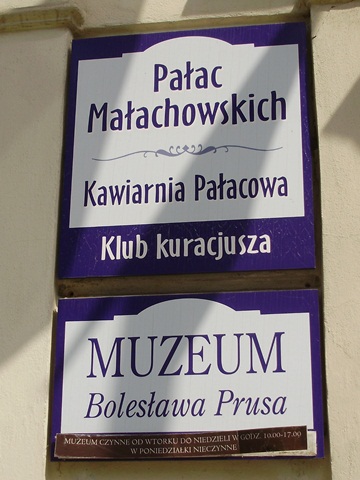 Pałac
Małachowskich
Kawiarnia Pałacowa
Klub kuracjusza
MUZEUM
Bolesława Prusa
MUZEUM CZYNNE OD WTORKU DO NIEDZIELI W GODZ. 10.00-17.00
W PONIEDZIAŁKI NIECZYNNE